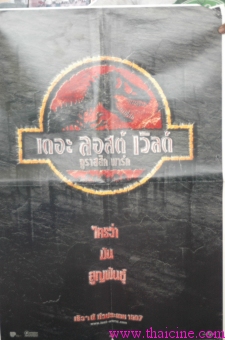 เดอะ ลอสต์ เวิลด์
จูราสสิค พาร์ค
ใครว่า
มัน
สูญพันธุ์
www.thaicine.com